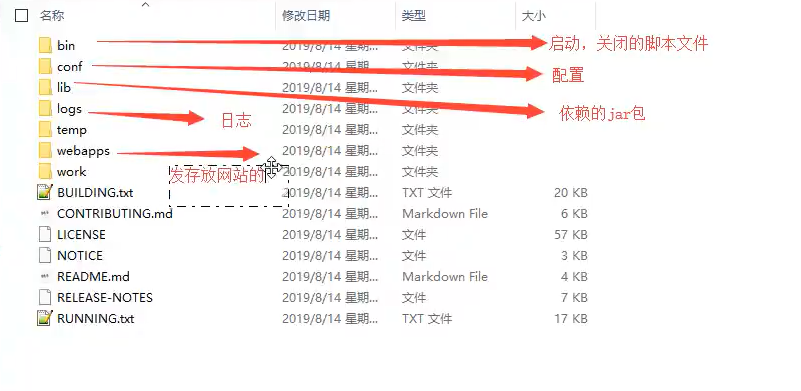 名称 修改日期 类型 大小
bin 2019/8/14 星期... 文件夹 启动，关闭的脚本文件
conf 2019/8/14 星期... 文件夹 配置
lib 2019/8/14 星期... 文件夹
logs 2019/8/14 星期... 文件夹 依赖的jar包
日志
temp 2019/8/14 星期... 文件夹
webapps 2019/8/14 星期... 文件夹
work 2019/8/14 星期... 文件夹
发存放网站的
BUILDING.txt 2019/8/14 星期... TXT 文件 20 KB
CONTRIBUTING.md 2019/8/14 星期... Markdown File 6 KB
LICENSE 2019/8/14 星期... 文件 57 KB
NOTICE 2019/8/14 星期... 文件 3 KB
README.md 2019/8/14 星期... Markdown File 4 KB
RELEASE-NOTES 2019/8/14 星期... 文件 7 KB
RUNNING.txt 2019/8/14 星期... TXT 文件 17 KB